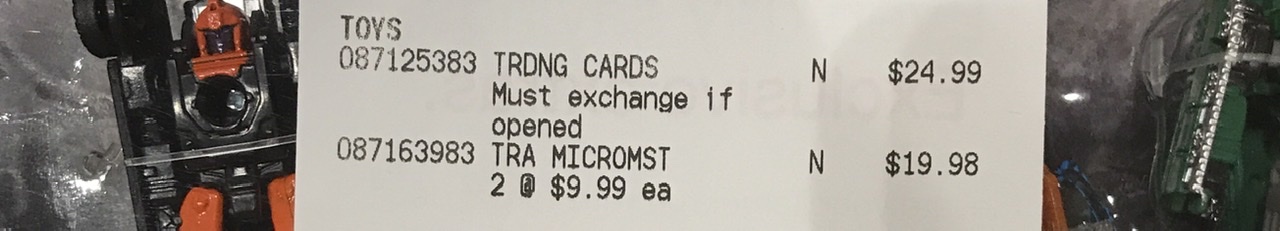 TOYS
087125383 TRDNG CARDS N $24.99
Must exchange if
opened
087163983 TRA MICROMST N $19.98
2 @ $9.99 ea